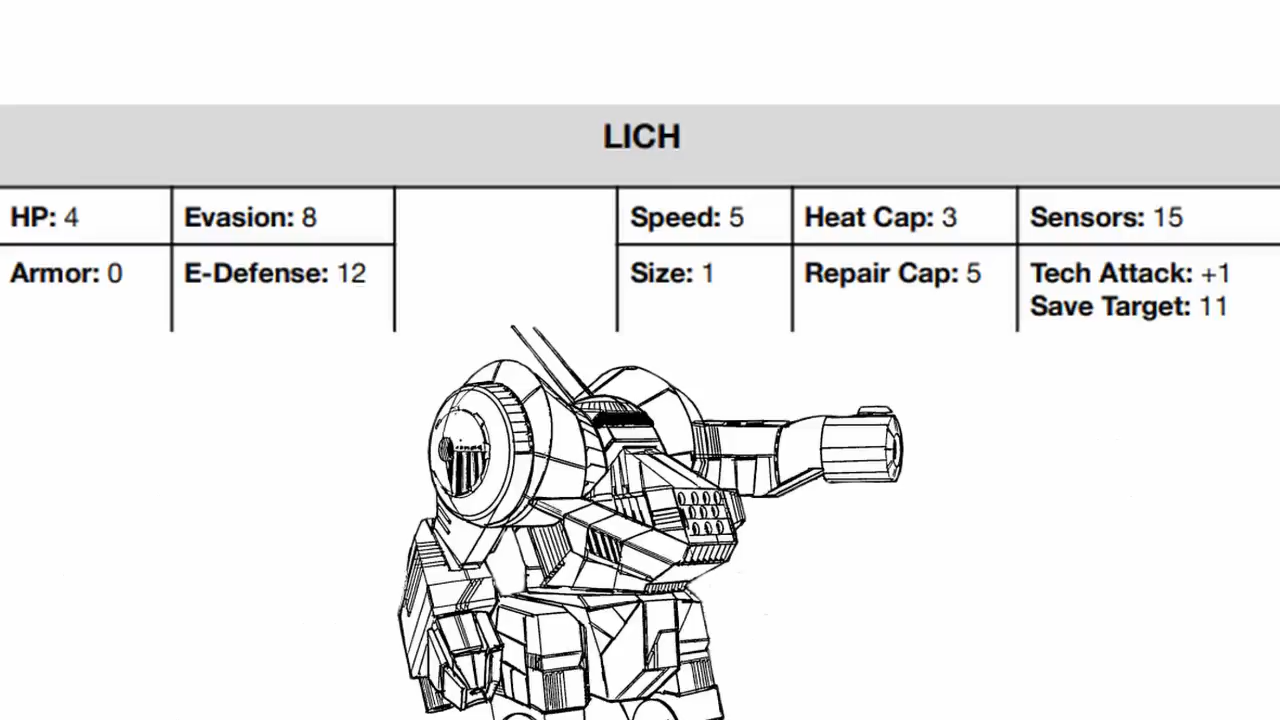 LICH
HP: 4
Evasion: 8
Speed: 5
Heat Cap: 3
Sensors: 15
Armor: 0
E-Defense: 12
Size: 1
Repair Cap: 5
Tech Attack: +1
Save Target: 11